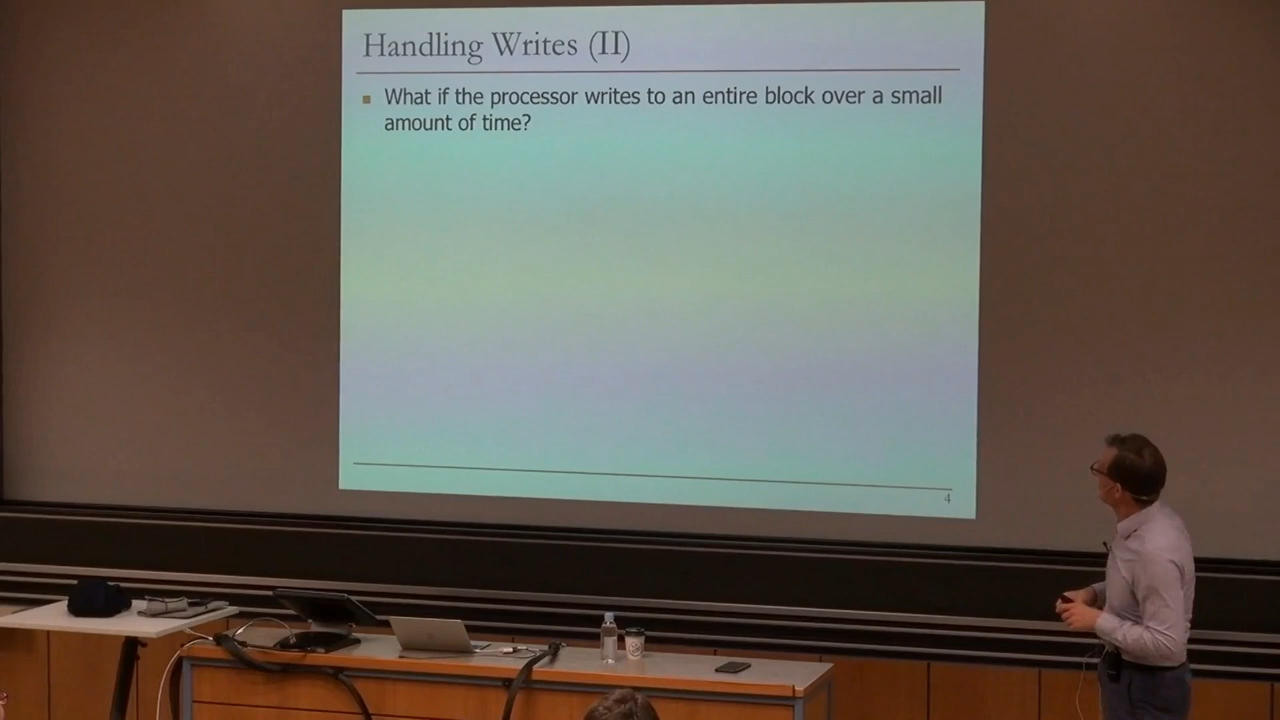 Handling Writes (II)
What if the processor writes to an entire block over a small
amount of time?
4